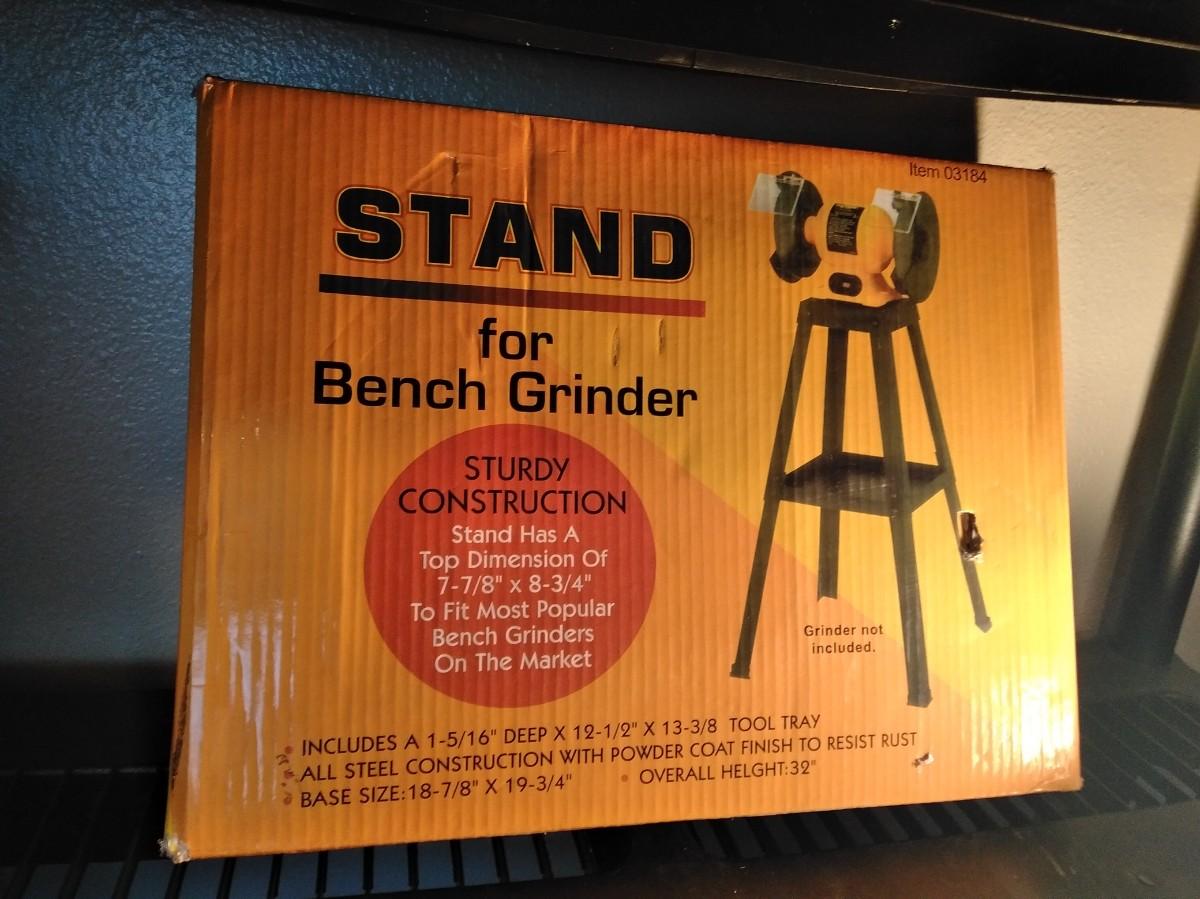 Item 03184
STAND
for
Bench Grinder
STURDY
CONSTRUCTION
Stand Has A
Top Dimension Of
7-7/8" x 8-3/4"
To Fit Most Popular
Bench Grinders
On The Market
Grinder not
included.
• INCLUDES A 1-5/16" DEEP X 12-1/2" X 13-3/8 TOOL TRAY
• ALL STEEL CONSTRUCTION WITH POWDER COAT FINISH TO RESIST RUST
• BASE SIZE:18-7/8" X 19-3/4" • OVERALL HELGHT:32"